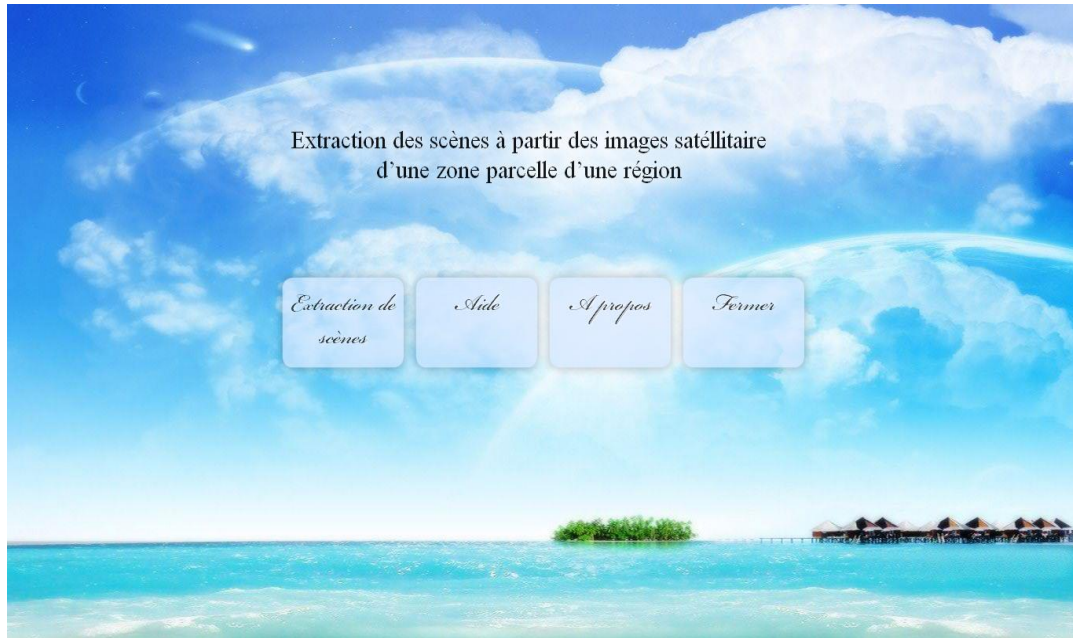 Extraction des scènes à partir des images satéllitaire
d’une zone parcelle d’une région
Extraction de
scènes
Aide
A propos
Fermer